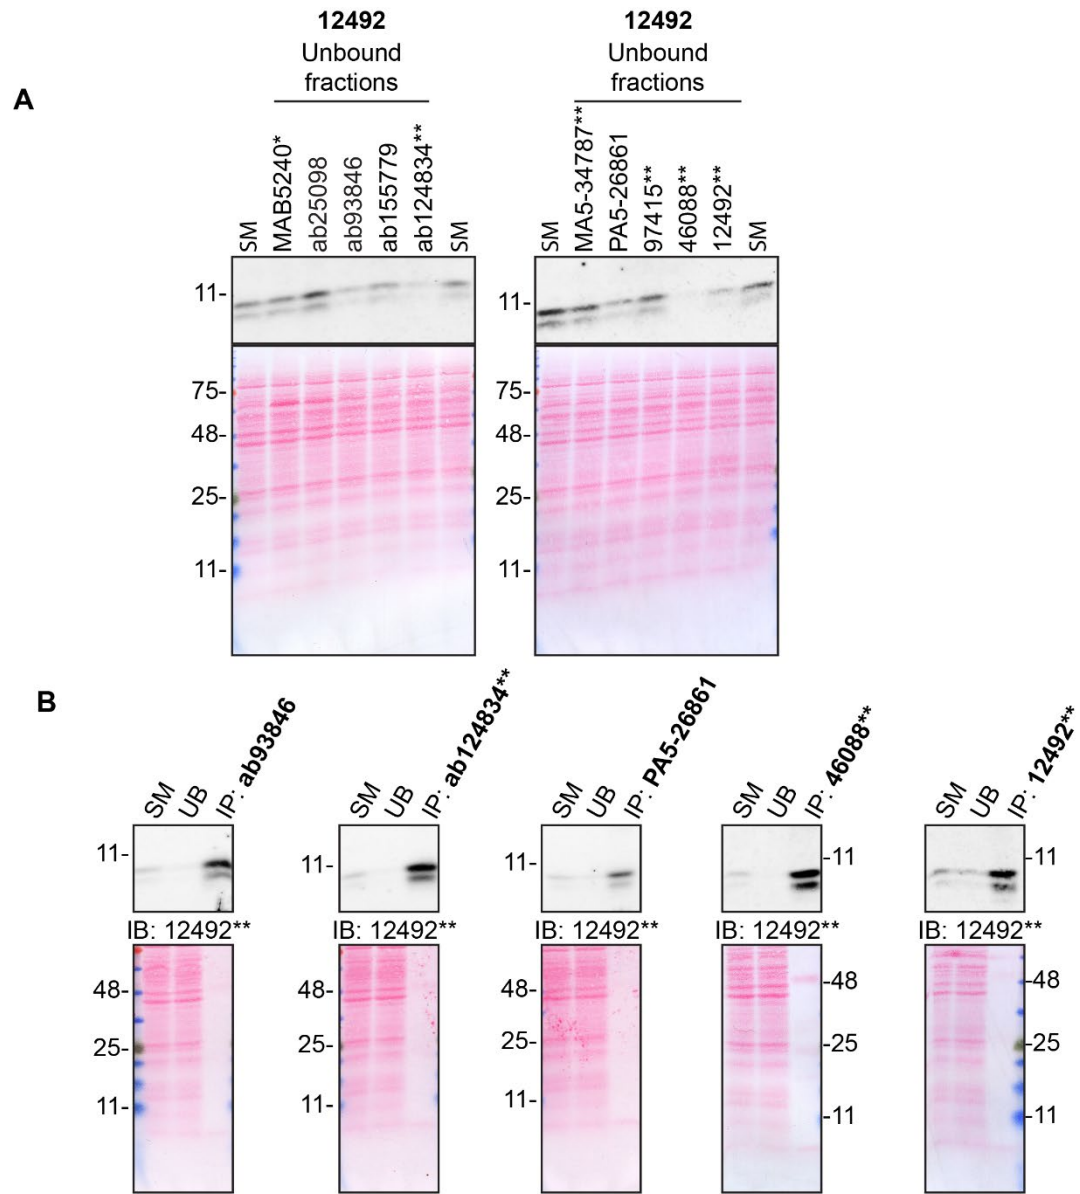 12492
Unbound
fractions
12492
Unbound
fractions
A
SM
MAB5240*
ab25098
ab93846
ab155779
ab124834**
SM
SM
MA5-34787**
PA5-26861
97415**
46088**
12492**
SM
11-
11-
75-
48-
25-
11-
75-
48-
25-
11-
B
SM
UB
IP: ab93846
SM
UB
IP: ab124834**
SM
UB
IP: PA5-26861
SM
UB
IP: 46088**
SM
UB
IP: 12492**
11-
11-
11-
-11
-11
IB: 12492**
IB: 12492**
IB: 12492**
IB: 12492**
IB: 12492**
48-
25-
11-
48-
25-
11-
48-
25-
11-
-48
-25
-11
-48
-25
-11